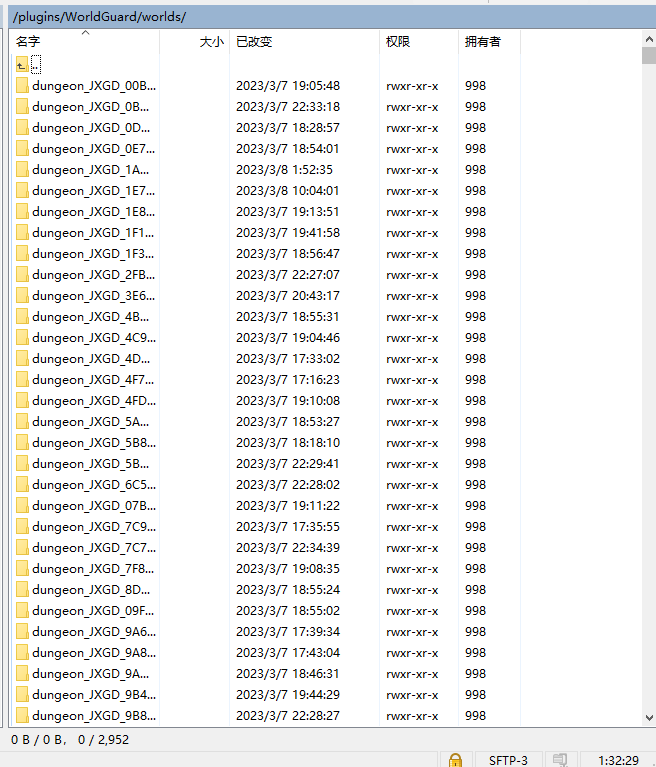 /plugins/WorldGuard/worlds/
名字 大小 已改变 权限 拥有者
..
dungeon_JXGD_00B... 2023/3/7 19:05:48 rwxr-xr-x 998
dungeon_JXGD_0B... 2023/3/7 22:33:18 rwxr-xr-x 998
dungeon_JXGD_0D... 2023/3/7 18:28:57 rwxr-xr-x 998
dungeon_JXGD_0E7... 2023/3/7 18:54:01 rwxr-xr-x 998
dungeon_JXGD_1A... 2023/3/8 1:52:35 rwxr-xr-x 998
dungeon_JXGD_1E7... 2023/3/8 10:04:01 rwxr-xr-x 998
dungeon_JXGD_1E8... 2023/3/7 19:13:51 rwxr-xr-x 998
dungeon_JXGD_1F1... 2023/3/7 19:41:58 rwxr-xr-x 998
dungeon_JXGD_1F3... 2023/3/7 18:56:47 rwxr-xr-x 998
dungeon_JXGD_2FB... 2023/3/7 22:27:07 rwxr-xr-x 998
dungeon_JXGD_3E6... 2023/3/7 20:43:17 rwxr-xr-x 998
dungeon_JXGD_4B... 2023/3/7 18:55:31 rwxr-xr-x 998
dungeon_JXGD_4C9... 2023/3/7 19:04:46 rwxr-xr-x 998
dungeon_JXGD_4D... 2023/3/7 17:33:02 rwxr-xr-x 998
dungeon_JXGD_4F7... 2023/3/7 17:16:23 rwxr-xr-x 998
dungeon_JXGD_4FD... 2023/3/7 19:10:08 rwxr-xr-x 998
dungeon_JXGD_5A... 2023/3/7 18:53:27 rwxr-xr-x 998
dungeon_JXGD_5B8... 2023/3/7 18:18:10 rwxr-xr-x 998
dungeon_JXGD_5B... 2023/3/7 22:29:41 rwxr-xr-x 998
dungeon_JXGD_6C5... 2023/3/7 22:28:02 rwxr-xr-x 998
dungeon_JXGD_07B... 2023/3/7 19:11:22 rwxr-xr-x 998
dungeon_JXGD_7C9... 2023/3/7 17:35:55 rwxr-xr-x 998
dungeon_JXGD_7C7... 2023/3/7 22:34:39 rwxr-xr-x 998
dungeon_JXGD_7F8... 2023/3/7 19:08:35 rwxr-xr-x 998
dungeon_JXGD_8D... 2023/3/7 18:55:24 rwxr-xr-x 998
dungeon_JXGD_09F... 2023/3/7 18:55:02 rwxr-xr-x 998
dungeon_JXGD_9A6... 2023/3/7 17:39:34 rwxr-xr-x 998
dungeon_JXGD_9A8... 2023/3/7 17:43:04 rwxr-xr-x 998
dungeon_JXGD_9A... 2023/3/7 18:46:31 rwxr-xr-x 998
dungeon_JXGD_9B4... 2023/3/7 19:44:29 rwxr-xr-x 998
dungeon_JXGD_9B8... 2023/3/7 22:28:27 rwxr-xr-x 998
0 B / 0 B， 0 / 2,952
SFTP-3 1:32:29